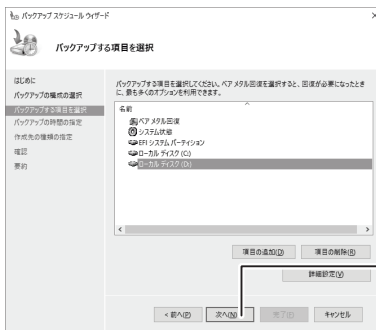 バックアップ スケジュール ウィザード
バックアップする項目を選択
はじめに
バックアップの構成の選択
バックアップする項目を選択
バックアップの時間の指定
作成先の種類の指定
確認
要約
バックアップする項目を選択してください。ベア メタル回復を選択すると、回復が必要になったとき
に、最も多くのオプションを利用できます。
名前
ベア メタル回復
システム状態
EFI システム パーティション
ローカル ディスク (C:)
ローカル ディスク (D:)
項目の追加(D)
項目の削除(R)
詳細設定(V)
< 前へ(P)
次へ(N) >
完了(F)
キャンセル